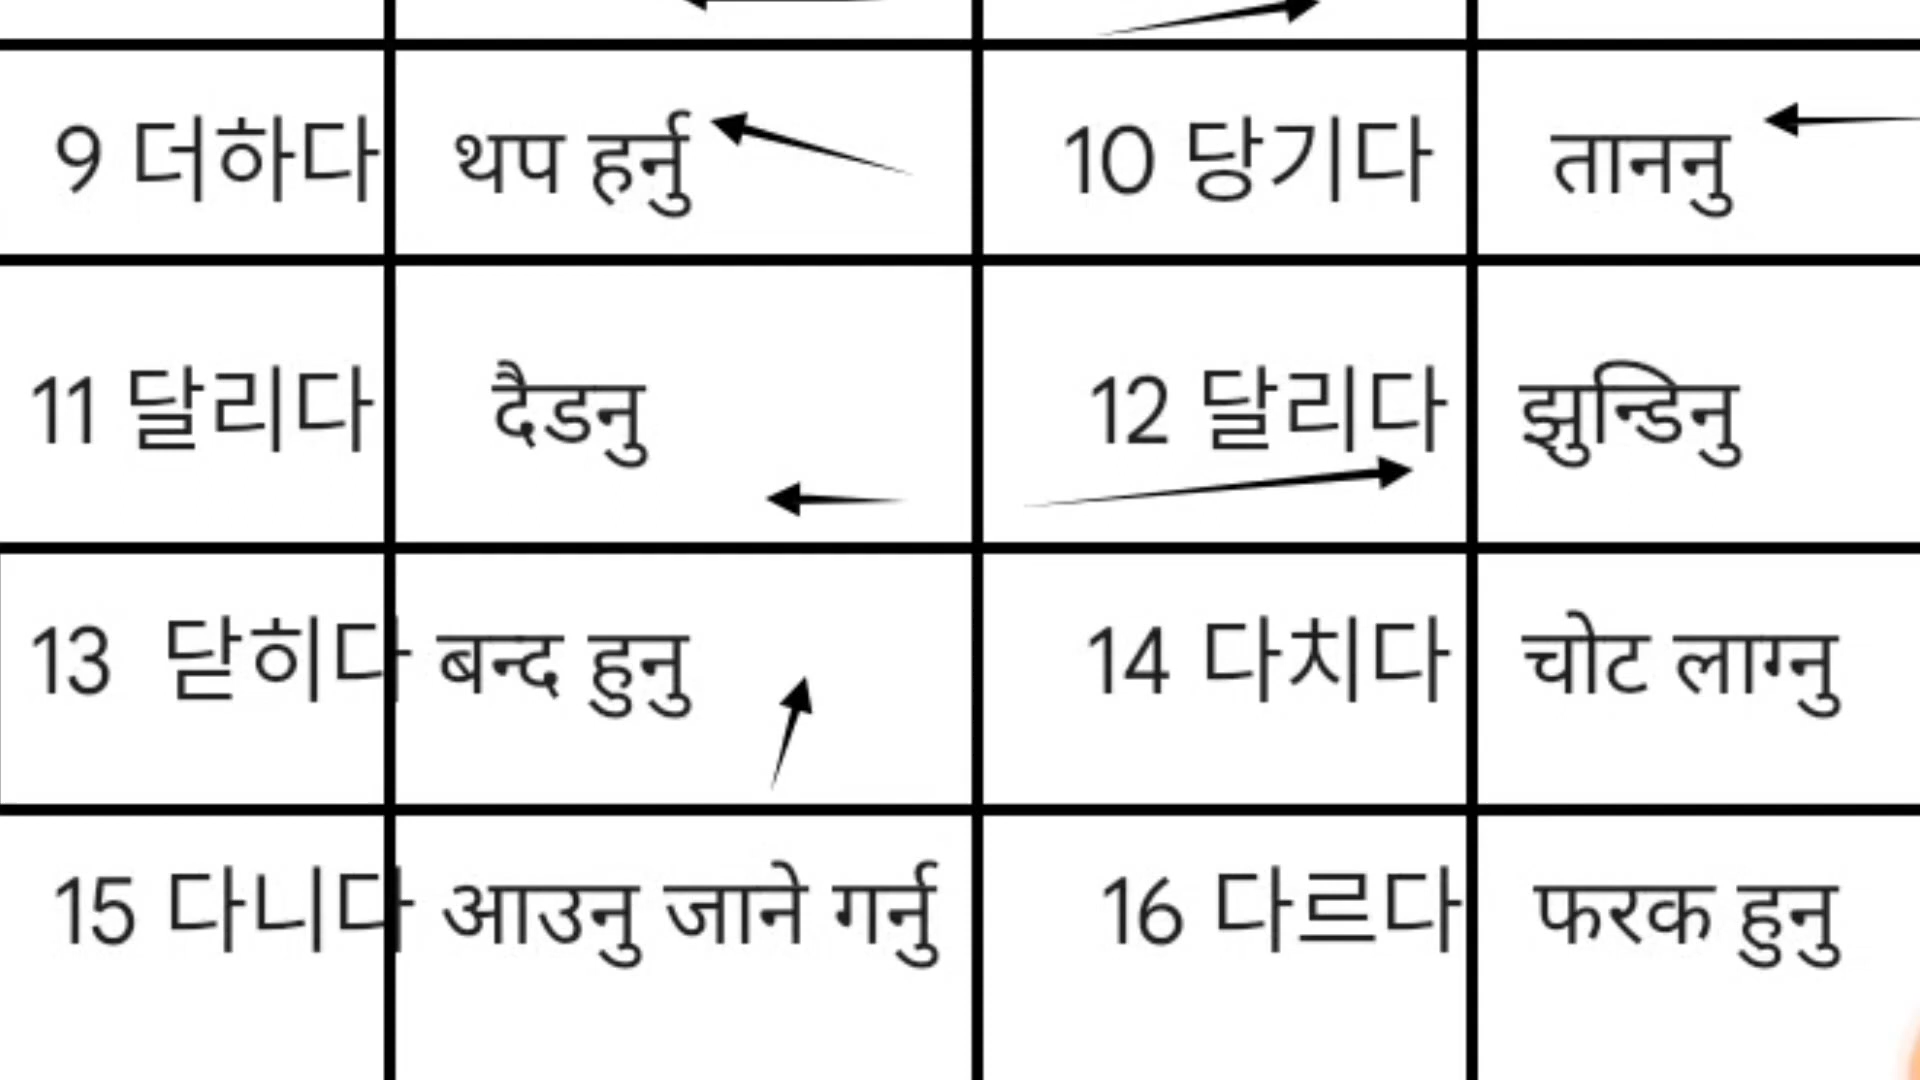 9 더하다 थप हर्नु 10 당기다 ताननु
11 달리다 दैडनु 12 달리다 झुन्डिनु
13 닫히다 बन्द हुनु 14 다치다 चोट लाग्नु
15 다니다 आउनु जाने गर्नु 16 다르다 फरक हुनु